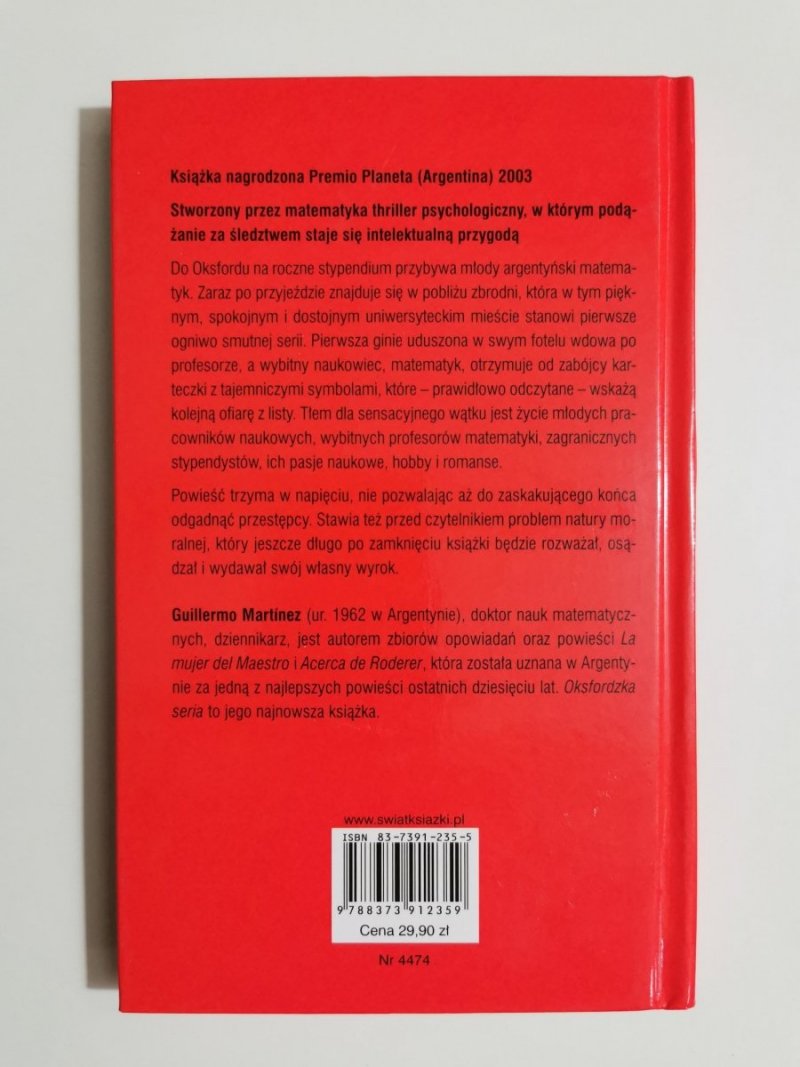 Książka nagrodzona Premio Planeta (Argentina) 2003
Stworzony przez matematyka thriller psychologiczny, w którym podą-
żanie za śledztwem staje się intelektualną przygodą
Do Oksfordu na roczne stypendium przybywa młody argentyński matema-
tyk. Zaraz po przyjeździe znajduje się w pobliżu zbrodni, która w tym pięk-
nym, spokojnym i dostojnym uniwersyteckim mieście stanowi pierwsze
ogniwo smutnej serii. Pierwsza ginie uduszona w swym fotelu wdowa po
profesorze, a wybitny naukowiec, matematyk, otrzymuje od zabójcy kar-
teczki z tajemniczymi symbolami, które – prawidłowo odczytane – wskażą
kolejną ofiarę z listy. Tłem dla sensacyjnego wątku jest życie młodych pra-
cowników naukowych, wybitnych profesorów matematyki, zagranicznych
stypendystów, ich pasje naukowe, hobby i romanse.
Powieść trzyma w napięciu, nie pozwalając aż do zaskakującego końca
odgadnąć przestępcy. Stawia też przed czytelnikiem problem natury mo-
ralnej, który jeszcze długo po zamknięciu książki będzie rozważał, osą-
dzał i wydawał swój własny wyrok.
Guillermo Martínez (ur. 1962 w Argentynie), doktor nauk matematycz-
nych, dziennikarz, jest autorem zbiorów opowiadań oraz powieści La
mujer del Maestro i Acerca de Roderer, która została uznana w Argenty-
nie za jedną z najlepszych powieści ostatnich dziesięciu lat. Oksfordzka
seria to jego najnowsza książka.
www.swiatksiazki.pl
ISBN 83-7391-235-5
9 788373 912359
Cena 29,90 zł
Nr 4474